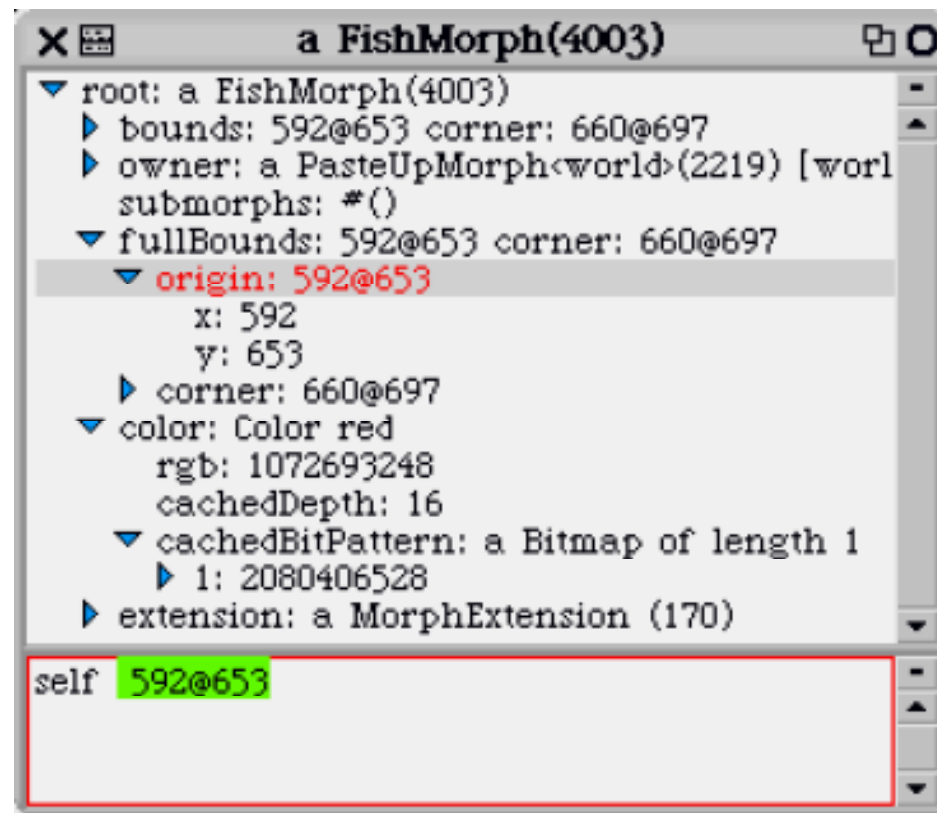 a FishMorph(4003)
root: a FishMorph(4003)
bounds: 592@653 corner: 660@697
owner: a PasteUpMorph<world>(2219) [worl
submorphs: #()
fullBounds: 592@653 corner: 660@697
origin: 592@653
x: 592
y: 653
corner: 660@697
color: Color red
rgb: 1072693248
cachedDepth: 16
cachedBitPattern: a Bitmap of length 1
1: 2080406528
extension: a MorphExtension (170)
self 592@653